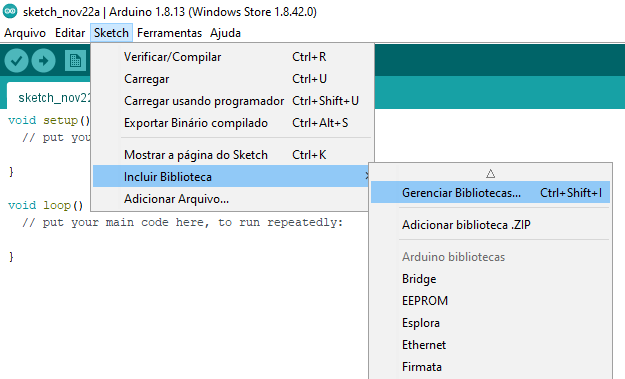 sketch_nov22a | Arduino 1.8.13 (Windows Store 1.8.42.0)
Arquivo Editar Sketch Ferramentas Ajuda
Verificar/Compilar Ctrl+R
Carregar Ctrl+U
Carregar usando programador Ctrl+Shift+U
Exportar Binário compilado Ctrl+Alt+S
Mostrar a página do Sketch Ctrl+K
Incluir Biblioteca
Adicionar Arquivo...
sketch_nov22
void setup()
// put you
}
void loop()
// put your main code here, to run repeatedly:
}
Gerenciar Bibliotecas... Ctrl+Shift+I
Adicionar biblioteca .ZIP
Arduino bibliotecas
Bridge
EEPROM
Esplora
Ethernet
Firmata